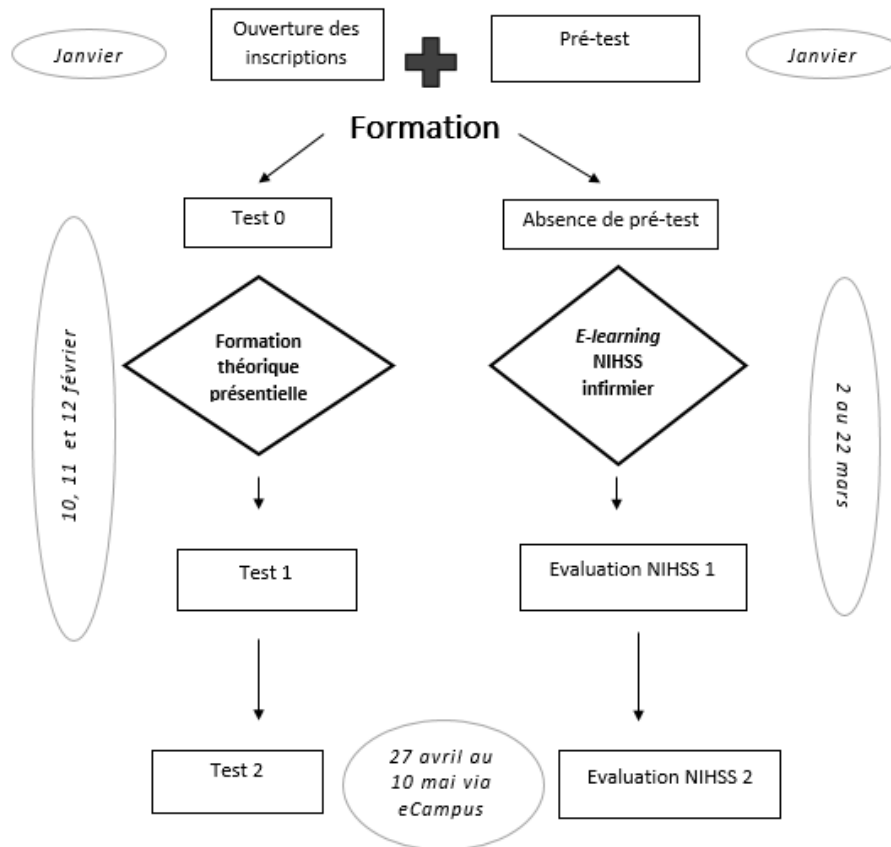 Janvier
Ouverture des
inscriptions
Pré-test
Janvier
Formation
Test 0
Absence de pré-test
10, 11 et 12 février
Formation
théorique
présentielle
E-learning
NIHSS
infirmier
2 au 22 mars
Test 1
Evaluation NIHSS 1
Test 2
27 avril au
10 mai via
eCampus
Evaluation NIHSS 2